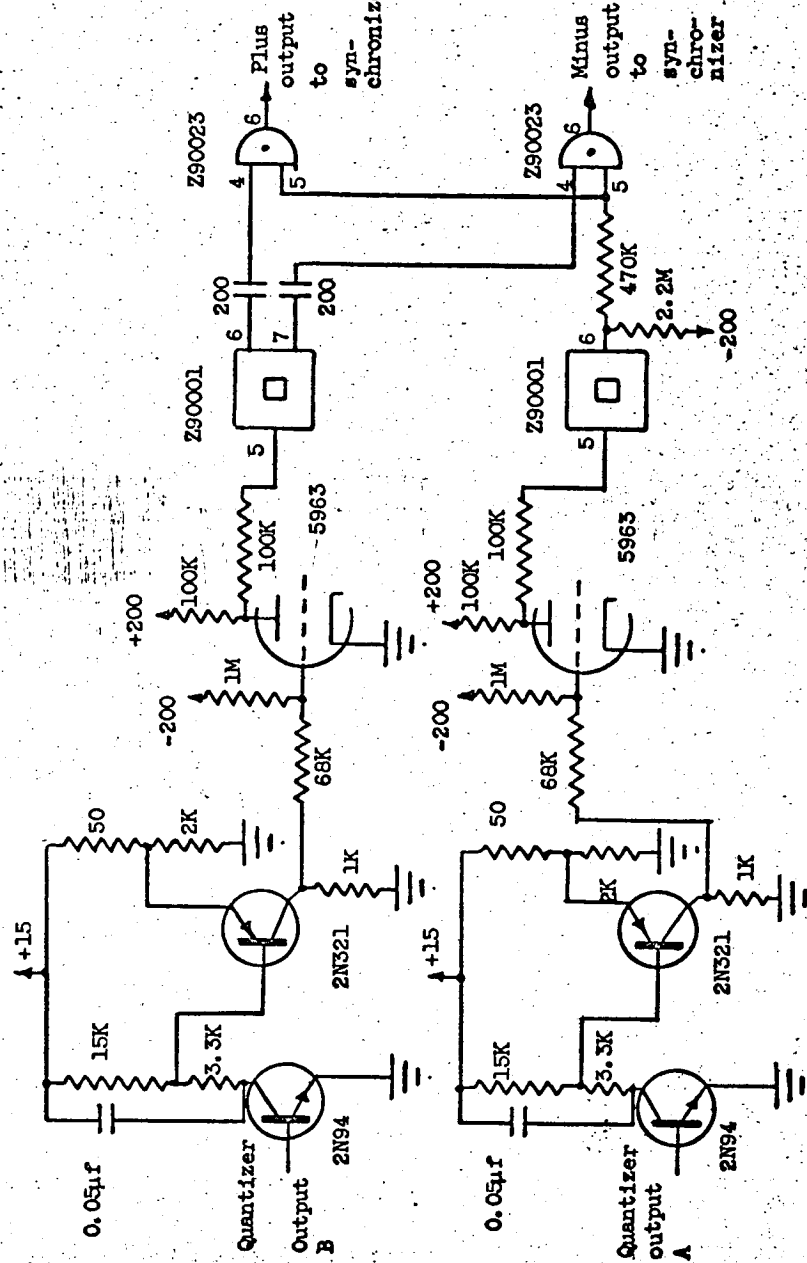 Quantizer
Output
B
0.05µf
15K
3.3K
2N94
+15
50
2K
2N321
1K
68K
-200
1M
+200
100K
100K
5963
Z90001
5
6
7
200
200
Z90023
4
5
6
Plus
output
to
syn-
chroniz
Quantizer
output
A
0.05µf
15K
3.3K
2N94
+15
50
2K
2N321
1K
68K
-200
1M
+200
100K
100K
5963
Z90001
5
6
470K
2.2M
-200
Z90023
4
5
6
Minus
output
to
syn-
chro-
nizer